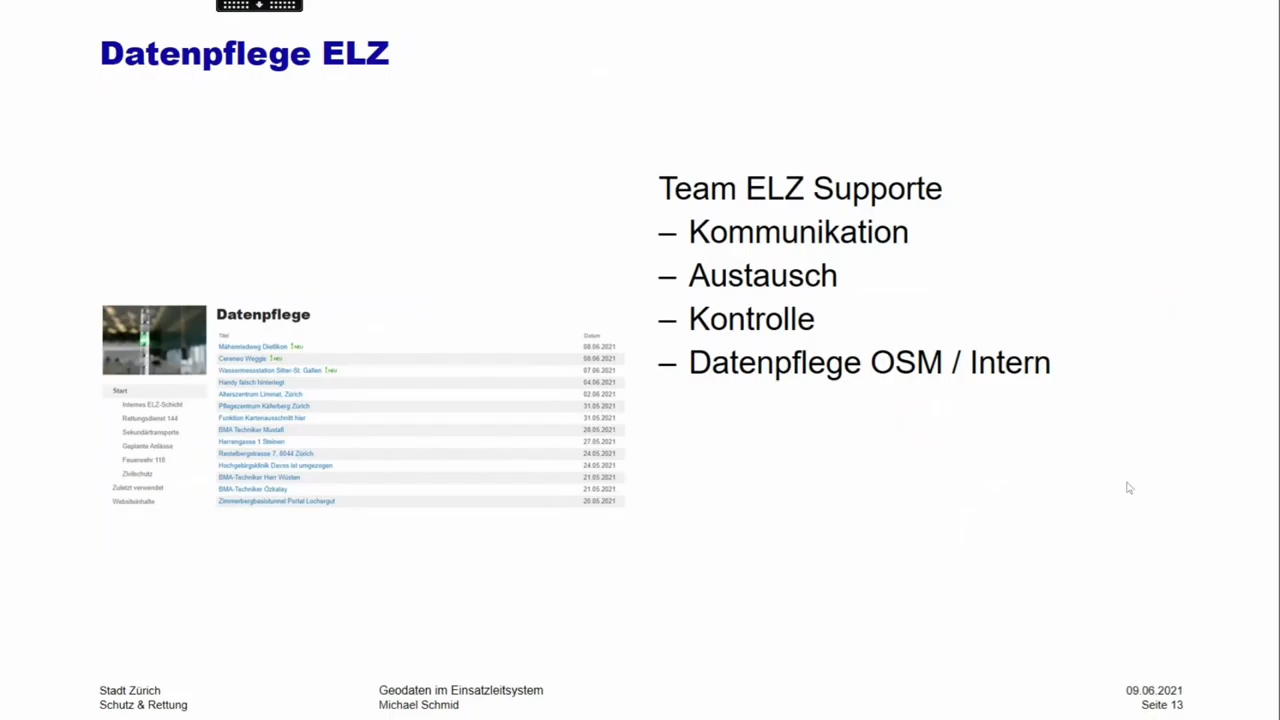 Datenpflege ELZ
Team ELZ Supporte
– Kommunikation
– Austausch
– Kontrolle
– Datenpflege OSM / Intern
Datenpflege
Titel Datum
Mähenriedweg Dietlikon NEU 08.06.2021
Cereneo Weggis NEU 08.06.2021
Wassermessstation Sitter-St. Gallen NEU 07.06.2021
Handy falsch hinterlegt 04.06.2021
Alterszentrum Limmat, Zürich 02.06.2021
Pflegezentrum Käferberg Zürich 31.05.2021
Funktion Kartenausschnitt hier 31.05.2021
BMA Techniker Mustafi 28.05.2021
Herrengasse 1 Steinen 27.05.2021
Restelbergstrasse 7, 8044 Zürich 24.05.2021
Hochgebirgsklinik Davos ist umgezogen 24.05.2021
BMA-Techniker Herr Wüsten 21.05.2021
BMA-Techniker Özkalay 21.05.2021
Zimmerbergbasistunnel Portal Lochergut 20.05.2021
Start
Internes ELZ-Schicht
Rettungsdienst 144
Sekundärtransporte
Geplante Anlässe
Feuerwehr 118
Zivilschutz
Zuletzt verwendet
Websiteinhalte
Stadt Zürich
Schutz & Rettung
Geodaten im Einsatzleitsystem
Michael Schmid
09.06.2021
Seite 13